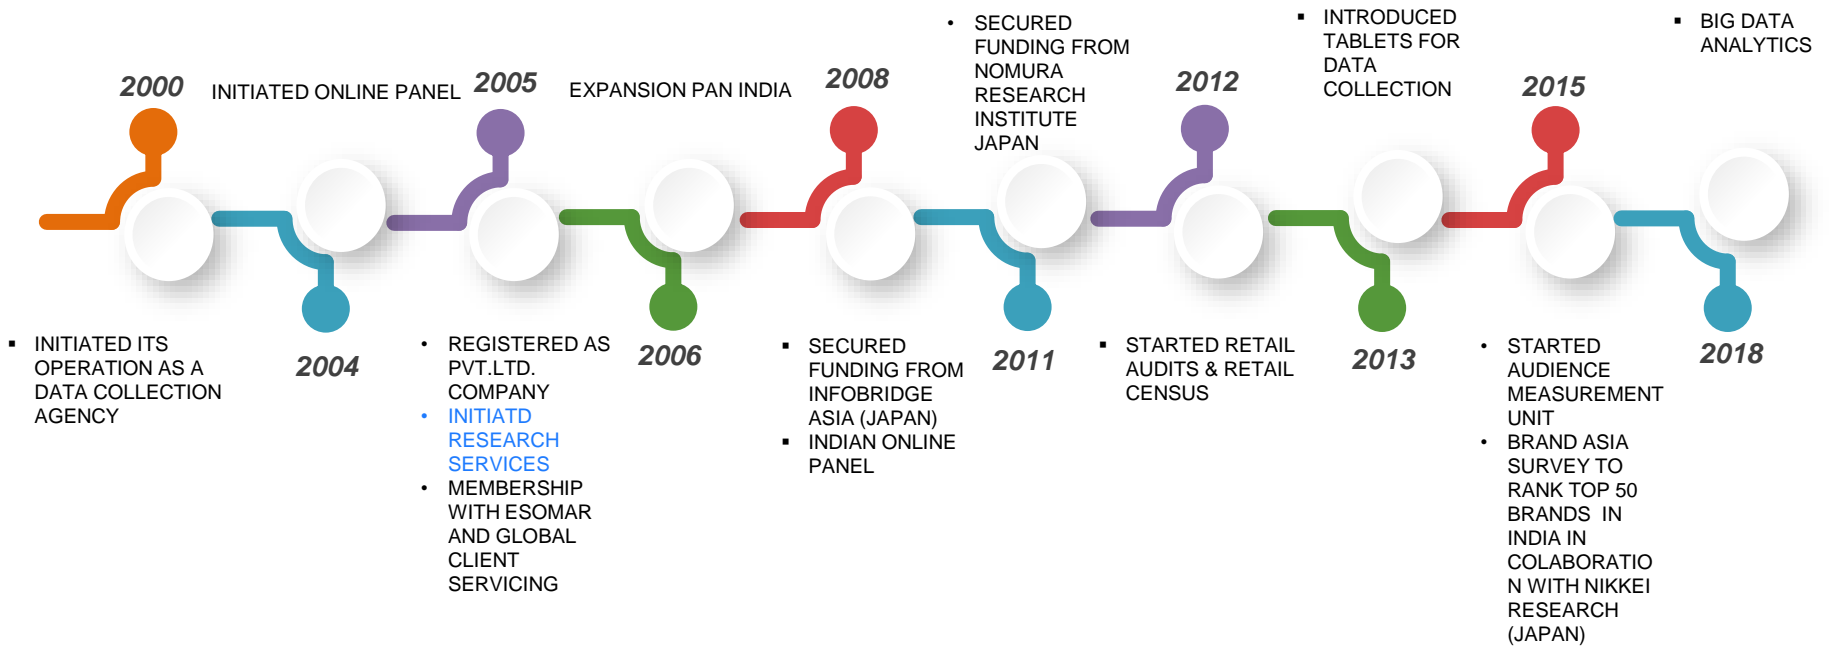 2000
▪ INITIATED ITS
OPERATION AS A
DATA COLLECTION
AGENCY
INITIATED ONLINE PANEL
2004
2005
• REGISTERED AS
PVT.LTD.
COMPANY
• INITIATD
RESEARCH
SERVICES
• MEMBERSHIP
WITH ESOMAR
AND GLOBAL
CLIENT
SERVICING
EXPANSION PAN INDIA
2006
2008
▪ SECURED
FUNDING FROM
INFOBRIDGE
ASIA (JAPAN)
▪ INDIAN ONLINE
PANEL
• SECURED
FUNDING FROM
NOMURA
RESEARCH
INSTITUTE
JAPAN
2011
2012
▪ STARTED RETAIL
AUDITS & RETAIL
CENSUS
▪ INTRODUCED
TABLETS FOR
DATA
COLLECTION
2013
2015
• STARTED
AUDIENCE
MEASUREMENT
UNIT
• BRAND ASIA
SURVEY TO
RANK TOP 50
BRANDS IN
INDIA IN
COLABORATIO
N WITH NIKKEI
RESEARCH
(JAPAN)
▪ BIG DATA
ANALYTICS
2018